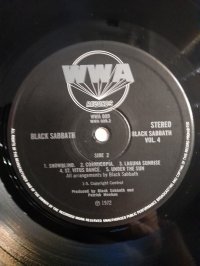 WWA
RECORDS
WWA 005
STEREO
BLACK SABBATH
BLACK SABBATH
VOL. 4
SIDE 2
1. SNOWBLIND. 2. CORNUCOPIA. 3. LAGUNA SUNRISE
4. ST. VITUS DANCE. 5. UNDER THE SUN
All arrangements by Black Sabbath
Copyright Control
Produced by Black Sabbath and
Patrick Meehan
℗ 1972